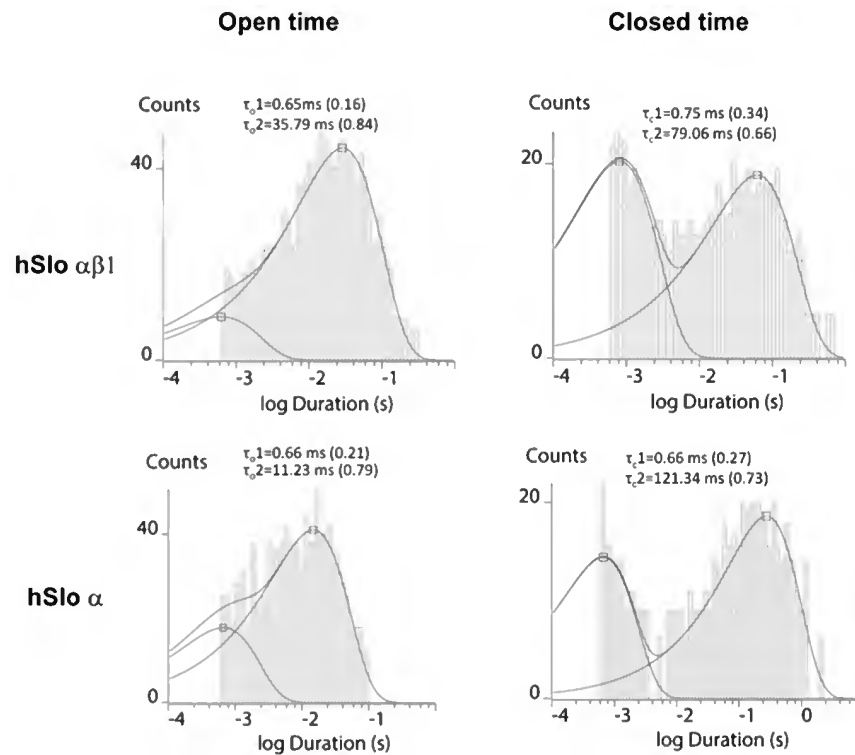 Open time
Closed time
hSlo αβ1
Counts
τo1=0.65ms (0.16)
τo2=35.79 ms (0.84)
40
0
-4 -3 -2 -1
log Duration (s)
Counts
τc1=0.75 ms (0.34)
τc2=79.06 ms (0.66)
20
0
-4 -3 -2 -1
log Duration (s)
hSlo α
Counts
τo1=0.66 ms (0.21)
τo2=11.23 ms (0.79)
40
0
-4 -3 -2 -1
log Duration (s)
Counts
τc1=0.66 ms (0.27)
τc2=121.34 ms (0.73)
20
0
-4 -3 -2 -1 0
log Duration (s)